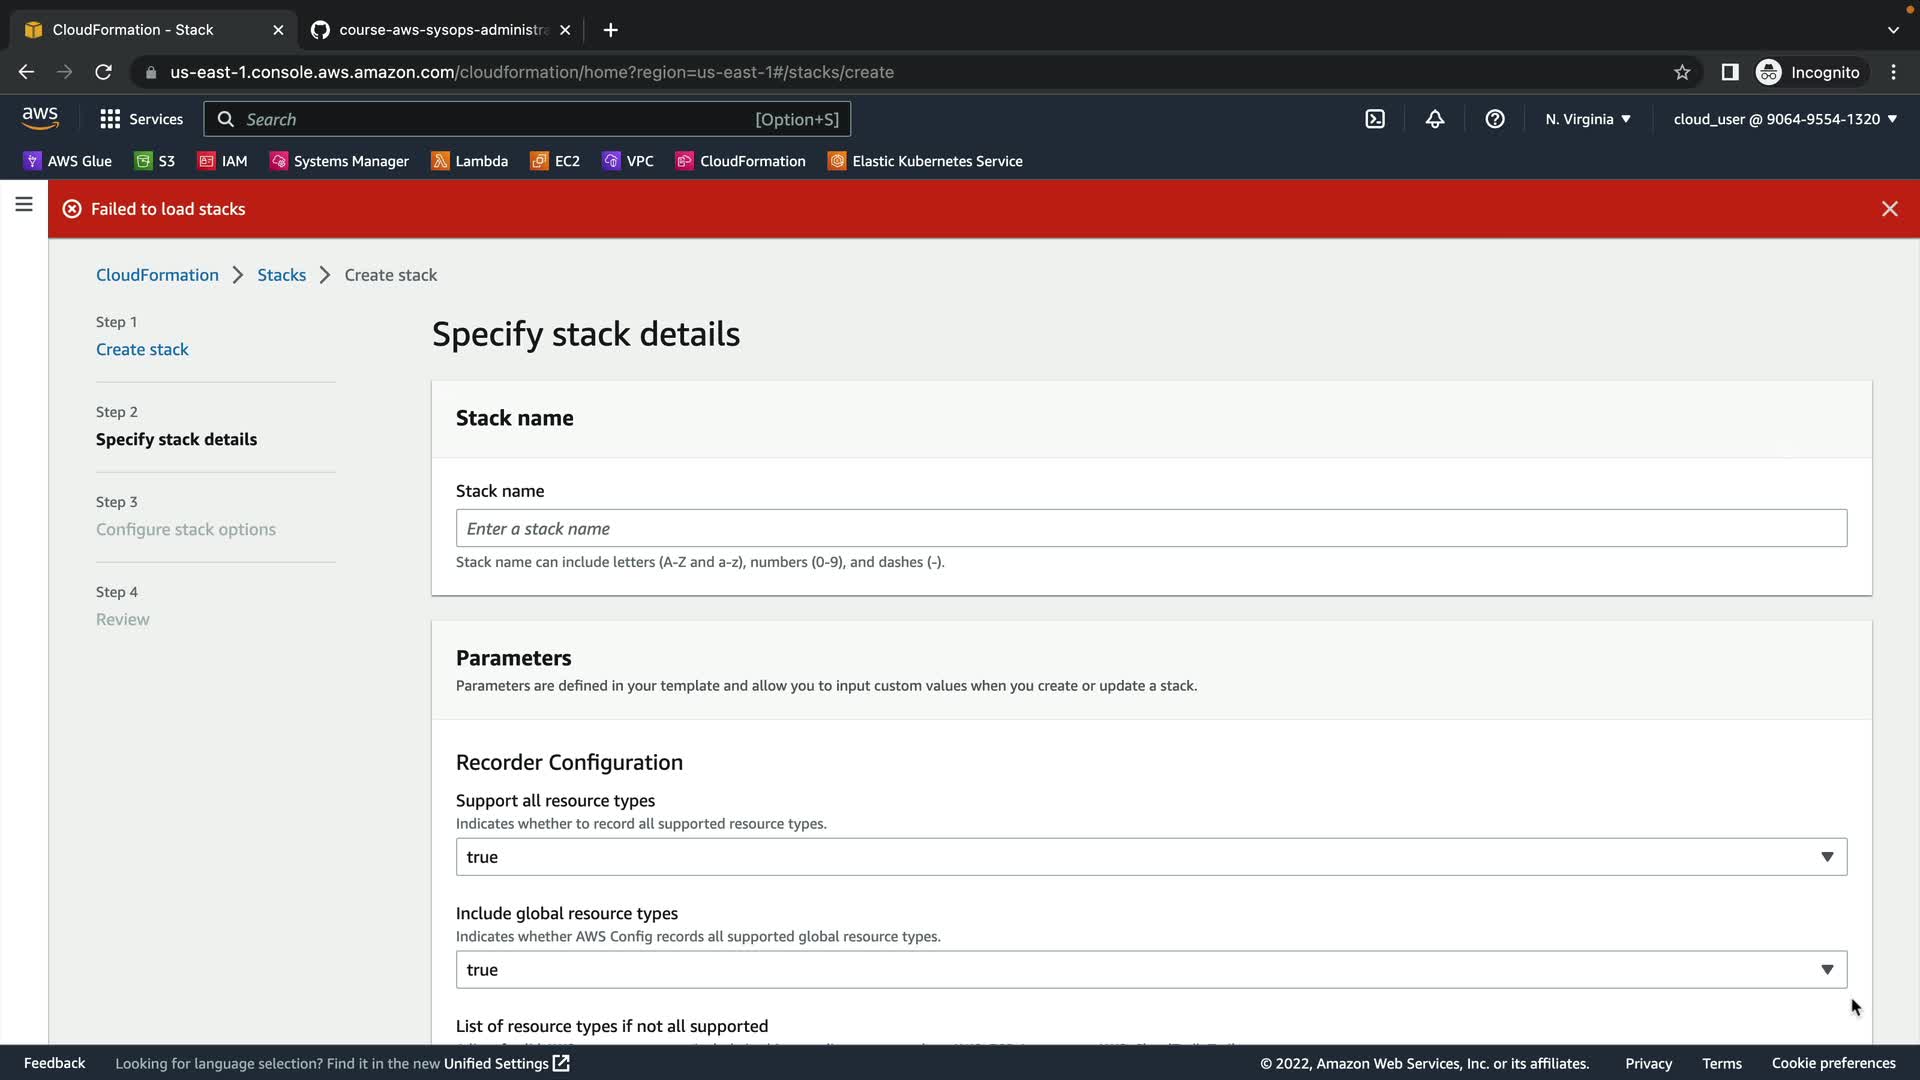 CloudFormation - Stack
course-aws-sysops-administra
us-east-1.console.aws.amazon.com/cloudformation/home?region=us-east-1#/stacks/create
Incognito
aws
Services
Search
[Option+S]
N. Virginia
cloud_user @ 9064-9554-1320
AWS Glue
S3
IAM
Systems Manager
Lambda
EC2
VPC
CloudFormation
Elastic Kubernetes Service
Failed to load stacks
CloudFormation
Stacks
Create stack
Step 1
Create stack
Step 2
Specify stack details
Step 3
Configure stack options
Step 4
Review
Specify stack details
Stack name
Stack name
Enter a stack name
Stack name can include letters (A-Z and a-z), numbers (0-9), and dashes (-).
Parameters
Parameters are defined in your template and allow you to input custom values when you create or update a stack.
Recorder Configuration
Support all resource types
Indicates whether to record all supported resource types.
true
Include global resource types
Indicates whether AWS Config records all supported global resource types.
true
List of resource types if not all supported
Feedback
Looking for language selection? Find it in the new Unified Settings
© 2022, Amazon Web Services, Inc. or its affiliates.
Privacy
Terms
Cookie preferences